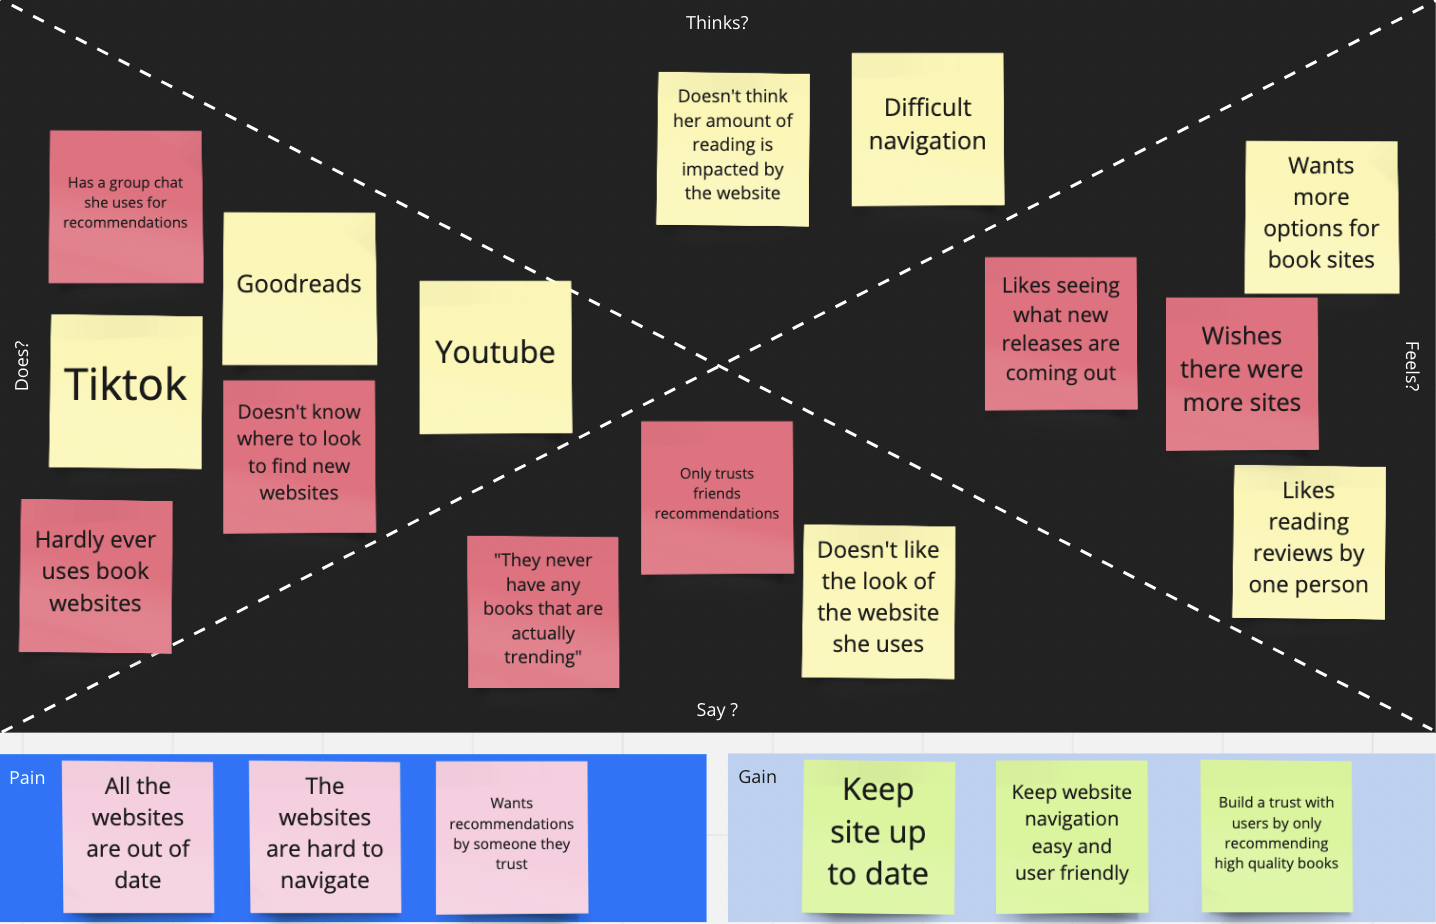 Thinks?
Doesn't think
her amount of
reading is
impacted by
the website
Difficult
navigation
Has a group chat
she uses for
recommendations
Goodreads
Youtube
Does?
Tiktok
Doesn't know
where to look
to find new
websites
Hardly ever
uses book
websites
Wants
more
options for
book sites
Likes seeing
what new
releases are
coming out
Wishes
there were
more sites
Feels?
Likes
reading
reviews by
one person
Only trusts
friends
recommendations
"They never
have any
books that are
actually
trending"
Doesn't like
the look of
the website
she uses
Say ?
Pain
All the
websites
are out of
date
The
websites
are hard to
navigate
Wants
recommendations
by someone they
trust
Gain
Keep
site up
to date
Keep website
navigation
easy and
user friendly
Build a trust with
users by only
recommending
high quality books